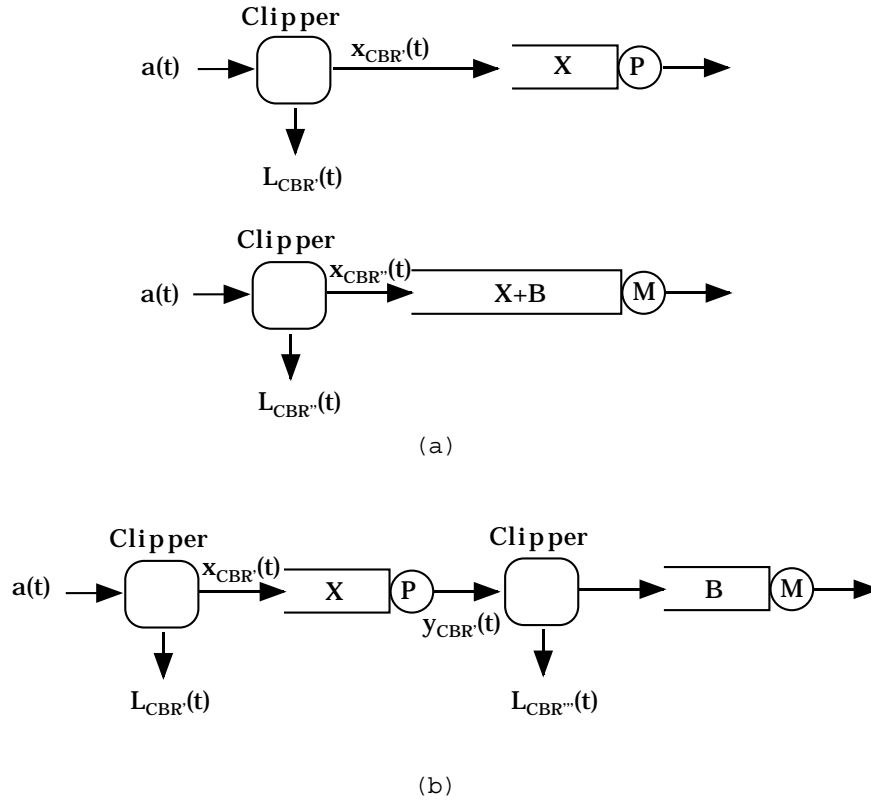 Clipper
a(t) x_CBR'(t) X P
L_CBR'(t)
Clipper
a(t) x_CBR''(t) X+B M
L_CBR''(t)
(a)
Clipper Clipper
a(t) x_CBR'(t) X P y_CBR'(t) B M
L_CBR'(t) L_CBR'''(t)
(b)